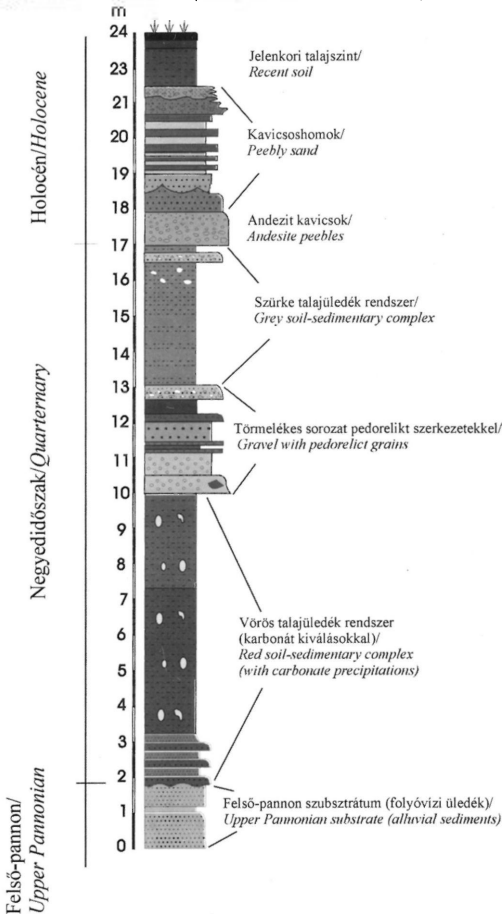 m
24
23
21
20
19
18
17
16
15
14
13
12
11
10
9
8
7
6
5
4
3
2
1
0
Holocén/Holocene
Negyedidőszak/Quarternary
Felső-pannon/
Upper Pannonian
Jelenkori talajszint/
Recent soil
Kavicsoshomok/
Peebly sand
Andezit kavicsok/
Andesite peebles
Szürke talajüledék rendszer/
Grey soil-sedimentary complex
Törmelékes sorozat pedorelikt szerkezetekkel/
Gravel with pedorelict grains
Vörös talajüledék rendszer
(karbonát kiválásokkal)/
Red soil-sedimentary complex
(with carbonate precipitations)
Felső-pannon szubsztrátum (folyóvízi üledék)/
Upper Pannonian substrate (alluvial sediments)